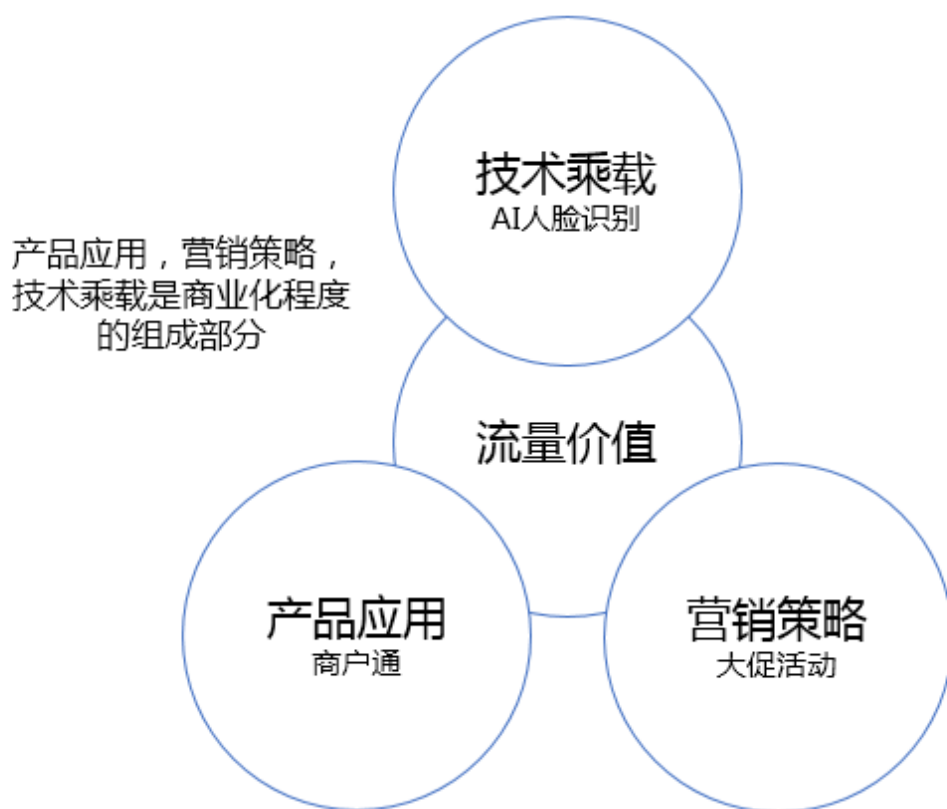 技术乘载
AI人脸识别
产品应用，营销策略，
技术乘载是商业化程度
的组成部分
流量价值
产品应用
商户通
营销策略
大促活动